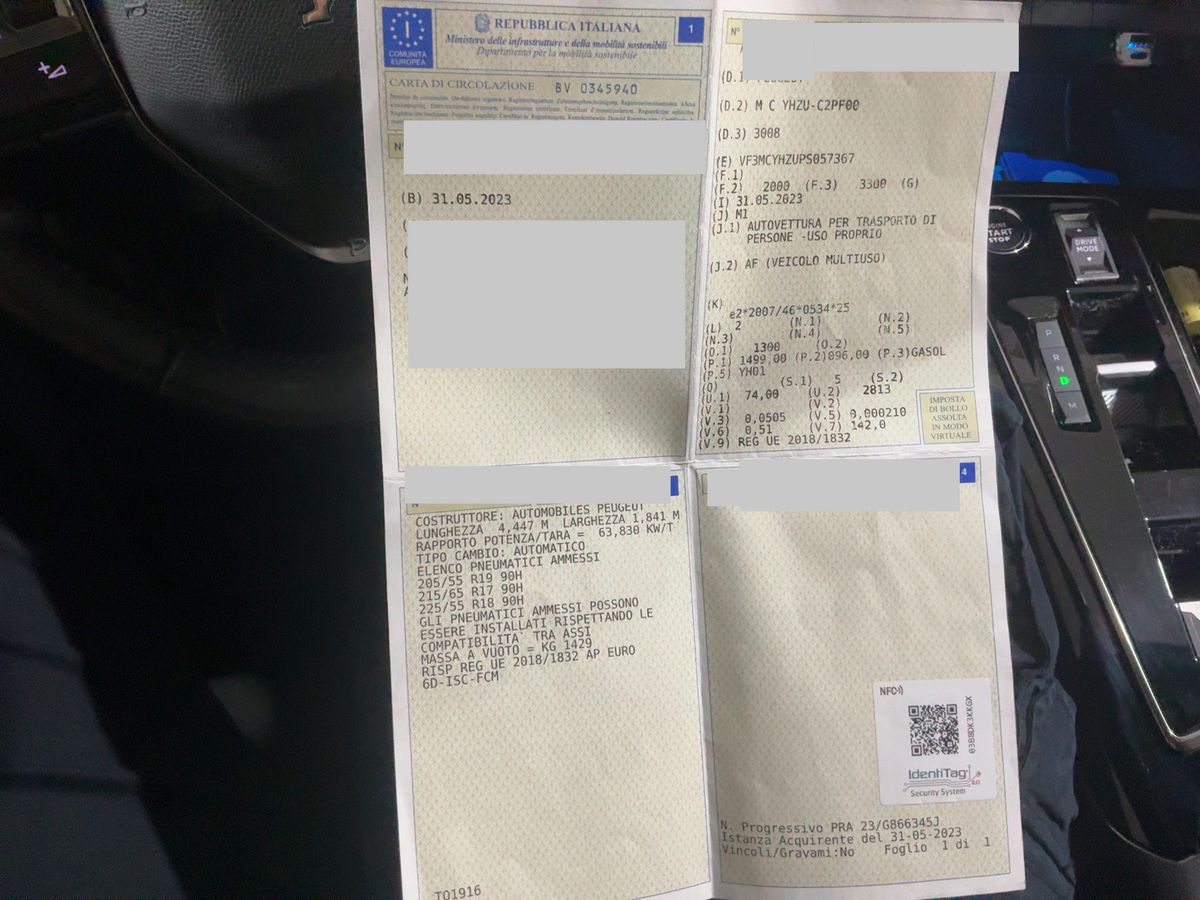 I
COMUNITÀ
EUROPEA
REPUBBLICA ITALIANA
Ministero delle infrastrutture e della mobilità sostenibili
Dipartimento per la mobilità sostenibile
1
CARTA DI CIRCOLAZIONE BV 0345940
N°
(B) 31.05.2023
N°
(D.1)
(D.2) M C YHZU-C2PF00
(D.3) 3008
(E) VF3MCYHZUPS057367
(F.1)
(F.2) 2000 (F.3) 3300 (G)
(I) 31.05.2023
(J) M1
(J.1) AUTOVETTURA PER TRASPORTO DI
PERSONE -USO PROPRIO
(J.2) AF (VEICOLO MULTIUSO)
(K)
e2*2007/46*0534*25
(L) 2 (N.1) (N.2)
(N.3) (N.4) (N.5)
(O.1) 1300 (O.2)
(P.1) 1499,00 (P.2)096,00 (P.3)GASOL
(P.5) YH01
(Q) (S.1) 5 (S.2)
(U.1) 74,00 (U.2) 2813
(V.1) (V.2)
(V.3) 0,0505 (V.5) 0,000210
(V.6) 0,51 (V.7) 142,0
(V.9) REG UE 2018/1832
IMPOSTA
DI BOLLO
ASSOLTA
IN MODO
VIRTUALE
COSTRUTTORE: AUTOMOBILES PEUGEOT
LUNGHEZZA 4,447 M LARGHEZZA 1,841 M
RAPPORTO POTENZA/TARA = 63,830 KW/T
TIPO CAMBIO: AUTOMATICO
ELENCO PNEUMATICI AMMESSI
205/55 R19 90H
215/65 R17 90H
225/55 R18 90H
GLI PNEUMATICI AMMESSI POSSONO
ESSERE INSTALLATI RISPETTANDO LE
COMPATIBILITA` TRA ASSI
MASSA A VUOTO = KG 1429
RISP REG UE 2018/1832 AP EURO
6D-ISC-FCM
TO1916
4
NFC
03B8DK3KKGX
IdentiTag 2.0
Security System
N. Progressivo PRA 23/G866345J
Istanza Acquirente del 31-05-2023
Vincoli/Gravami:No Foglio 1 di 1
START
STOP
DRIVE
MODE
P
R
N
D
M